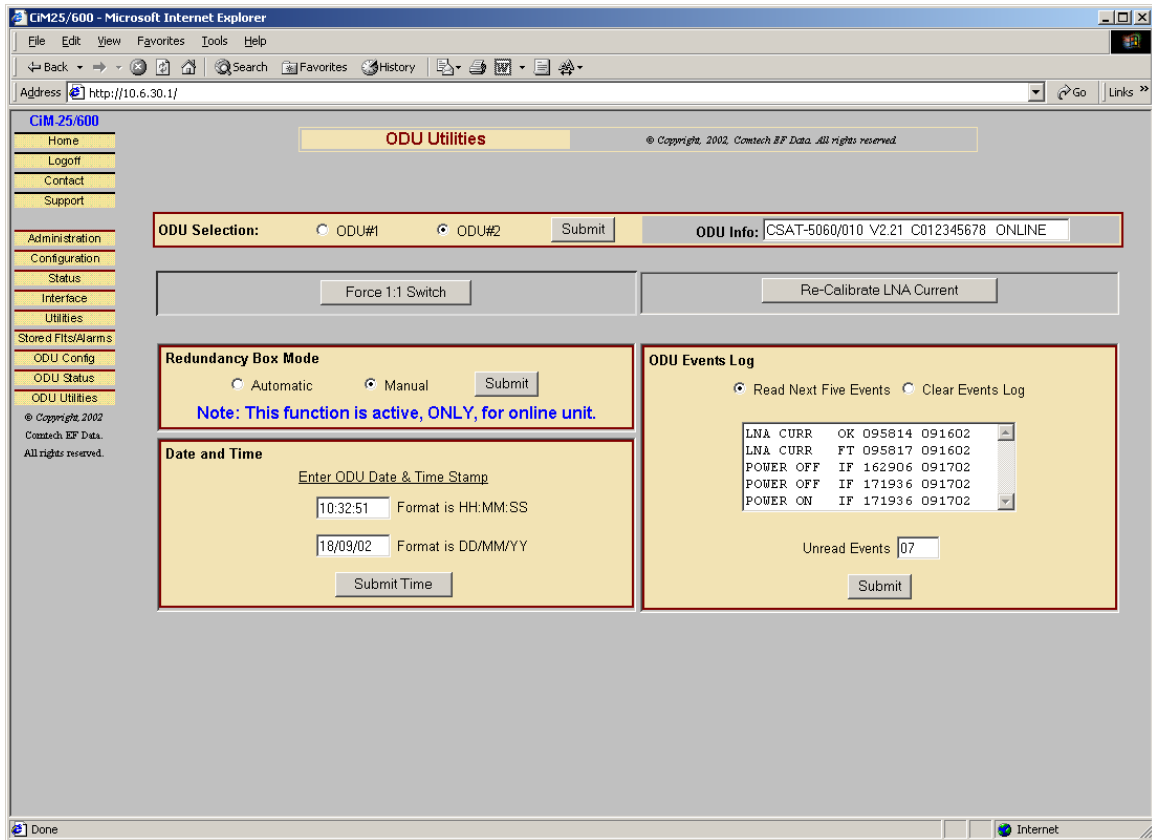 CiM25/600 - Microsoft Internet Explorer
File Edit View Favorites Tools Help
Back Search Favorites History
Address http://10.6.30.1/ Go Links »
CiM-25/600
Home
Logoff
Contact
Support
Administration
Configuration
Status
Interface
Utilities
Stored Flts/Alarms
ODU Config
ODU Status
ODU Utilities
© Copyright, 2002
Comtech EF Data.
All rights reserved.
ODU Utilities © Copyright, 2002, Comtech EF Data. All rights reserved
ODU Selection: ODU#1 ODU#2 Submit ODU Info: CSAT-5060/010 V2.21 C012345678 ONLINE
Force 1:1 Switch Re-Calibrate LNA Current
Redundancy Box Mode
Automatic Manual Submit
Note: This function is active, ONLY, for online unit.
Date and Time
Enter ODU Date & Time Stamp
10:32:51 Format is HH:MM:SS
18/09/02 Format is DD/MM/YY
Submit Time
ODU Events Log
Read Next Five Events Clear Events Log
LNA CURR OK 095814 091602
LNA CURR FT 095817 091602
POWER OFF IF 162906 091702
POWER OFF IF 171936 091702
POWER ON IF 171936 091702
Unread Events 07
Submit
Done Internet